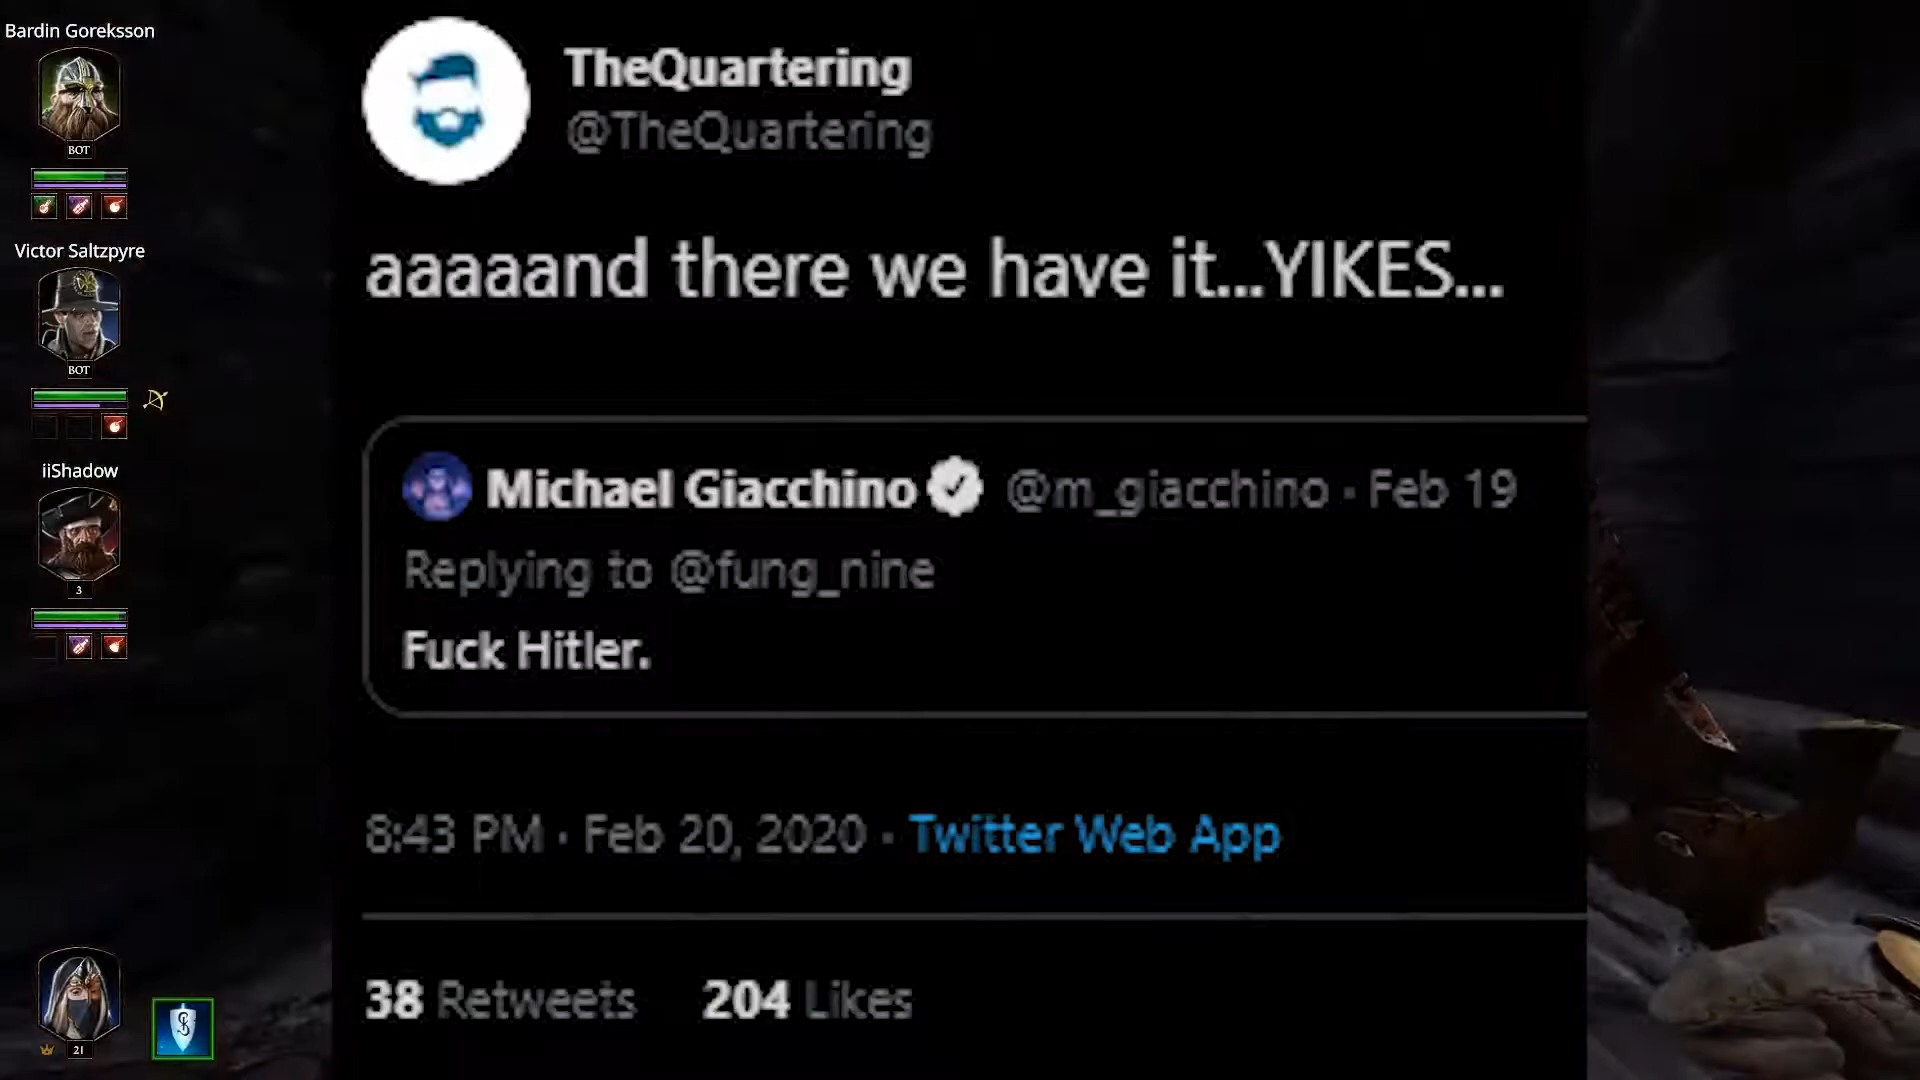 Bardin Goreksson
BOT
Victor Saltzpyre
BOT
iiShadow
3
21
TheQuartering
@TheQuartering
aaaaand there we have it...YIKES...
Michael Giacchino @m_giacchino · Feb 19
Replying to @fung_nine
Fuck Hitler.
8:43 PM · Feb 20, 2020 · Twitter Web App
38 Retweets 204 Likes